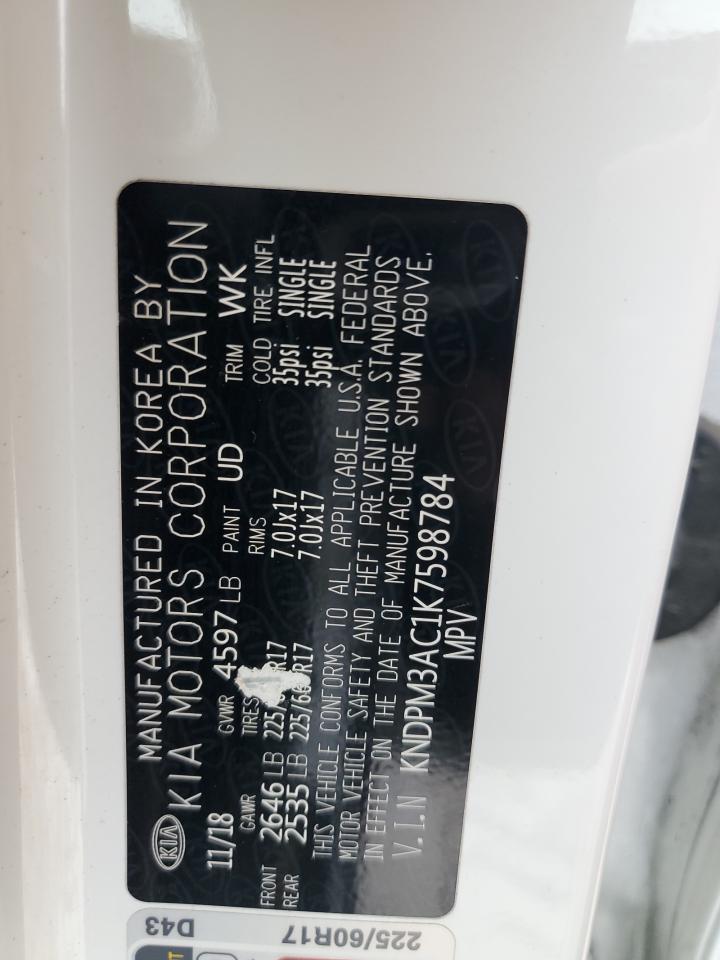 MANUFACTURED IN KOREA BY
KIA KIA MOTORS CORPORATION
11/18 GVWR 4597 LB PAINT UD TRIM WK
GAWR TIRES RIMS COLD TIRE INFL
FRONT 2646 LB 225 R17 7.0Jx17 35psi SINGLE
REAR 2535 LB 225/60R17 7.0Jx17 35psi SINGLE
THIS VEHICLE CONFORMS TO ALL APPLICABLE U.S.A. FEDERAL
MOTOR VEHICLE SAFETY AND THEFT PREVENTION STANDARDS
IN EFFECT ON THE DATE OF MANUFACTURE SHOWN ABOVE.
V.I.N KNDPM3AC1K7598784
MPV
D43
225/60R17